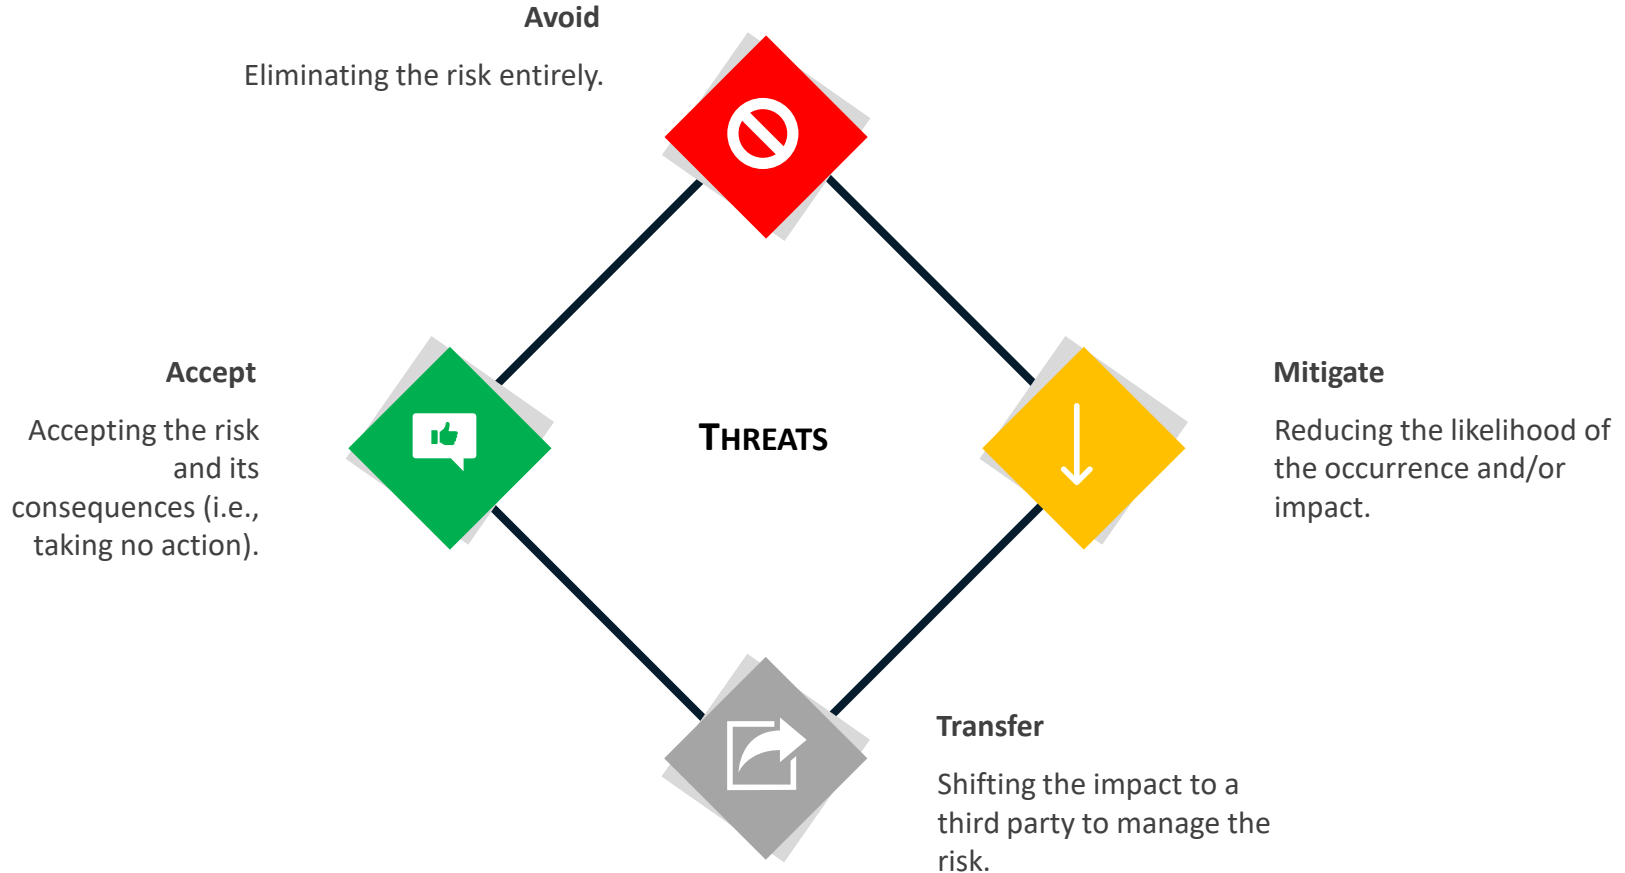 Avoid
Eliminating the risk entirely.
Accept
Accepting the risk
and its
consequences (i.e.,
taking no action).
THREATS
Mitigate
Reducing the likelihood of
the occurrence and/or
impact.
Transfer
Shifting the impact to a
third party to manage the
risk.